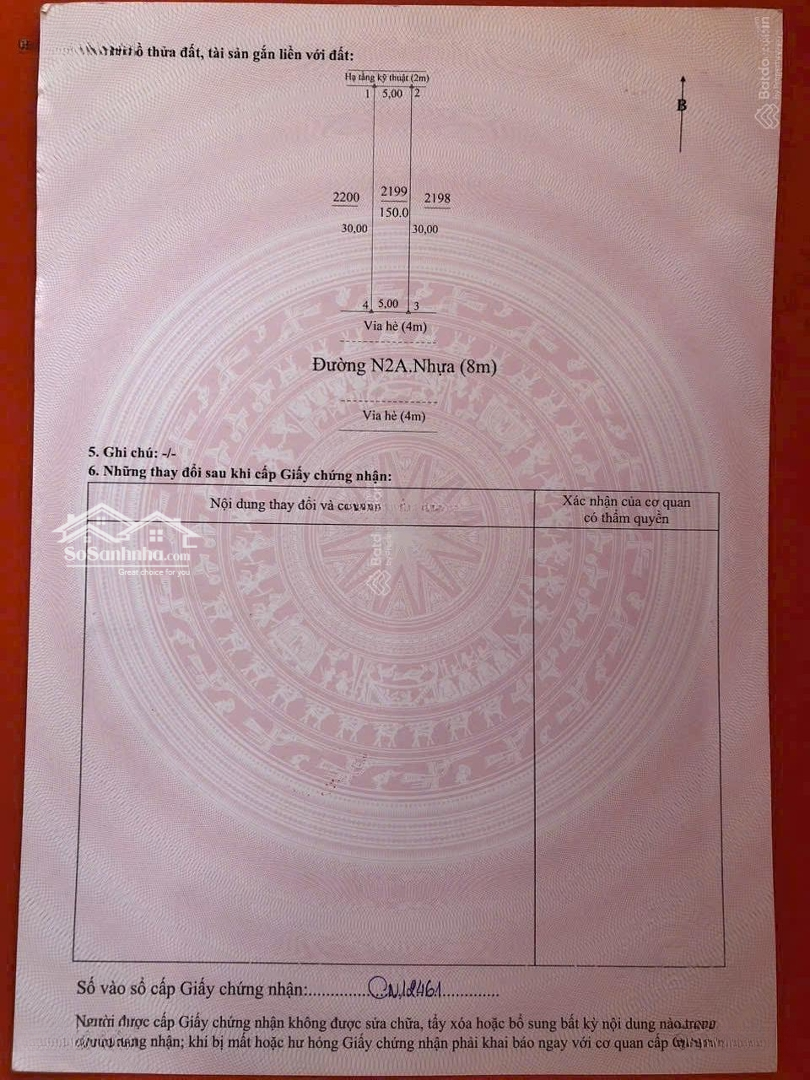 ồ thửa đất, tài sản gắn liền với đất:
Hạ tầng kỹ thuật (2m)
1 5,00 2
B
2200 2199 2198
150.0
30,00 30,00
4 5,00 3
Vỉa hè (4m)
Đường N2A.Nhựa (8m)
Vỉa hè (4m)
5. Ghi chú: -/-
6. Những thay đổi sau khi cấp Giấy chứng nhận:
Nội dung thay đổi và cơ
Xác nhận của cơ quan
có thẩm quyền
SoSanhnha.com
Great choice for you
Batdongsan
Số vào sổ cấp Giấy chứng nhận:.............CN12461.............
Người được cấp Giấy chứng nhận không được sửa chữa, tẩy xóa hoặc bổ sung bất kỳ nội dung nào trong
nhận; khi bị mất hoặc hư hỏng Giấy chứng nhận phải khai báo ngay với cơ quan cấp